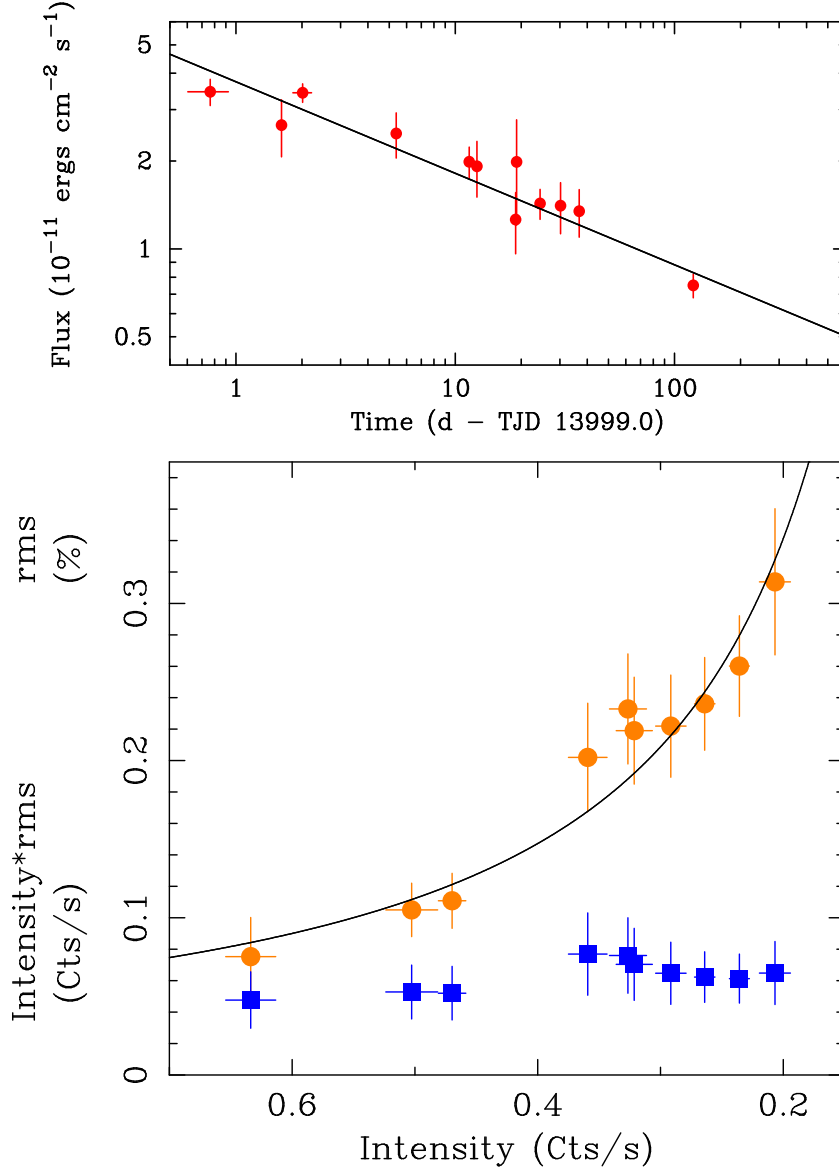 Flux (10⁻¹¹ ergs cm⁻² s⁻¹)
5
2
1
0.5
1 10 100
Time (d − TJD 13999.0)
rms
(%)
Intensity*rms
(Cts/s)
0.3
0.2
0.1
0
0.6 0.4 0.2
Intensity (Cts/s)